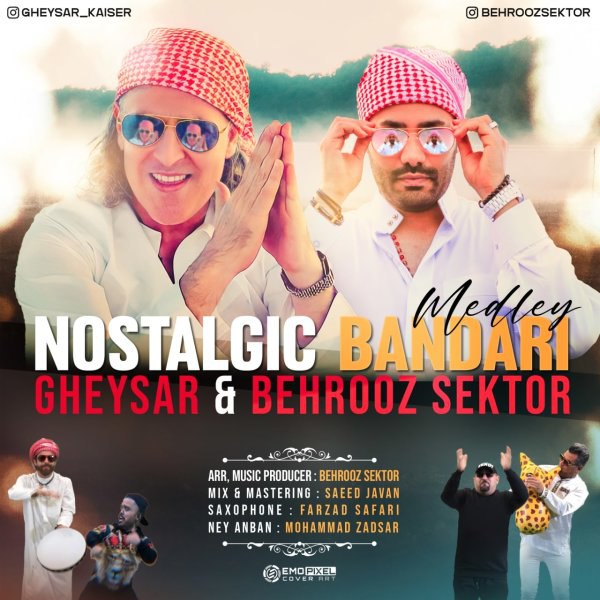 GHEYSAR_KAISER
BEHROOZSEKTOR
Medley
NOSTALGIC BANDARI
GHEYSAR & BEHROOZ SEKTOR
ARR, MUSIC PRODUCER : BEHROOZ SEKTOR
MIX & MASTERING : SAEED JAVAN
SAXOPHONE : FARZAD SAFARI
NEY ANBAN : MOHAMMAD ZADSAR
EMOPIXEL
COVER ART